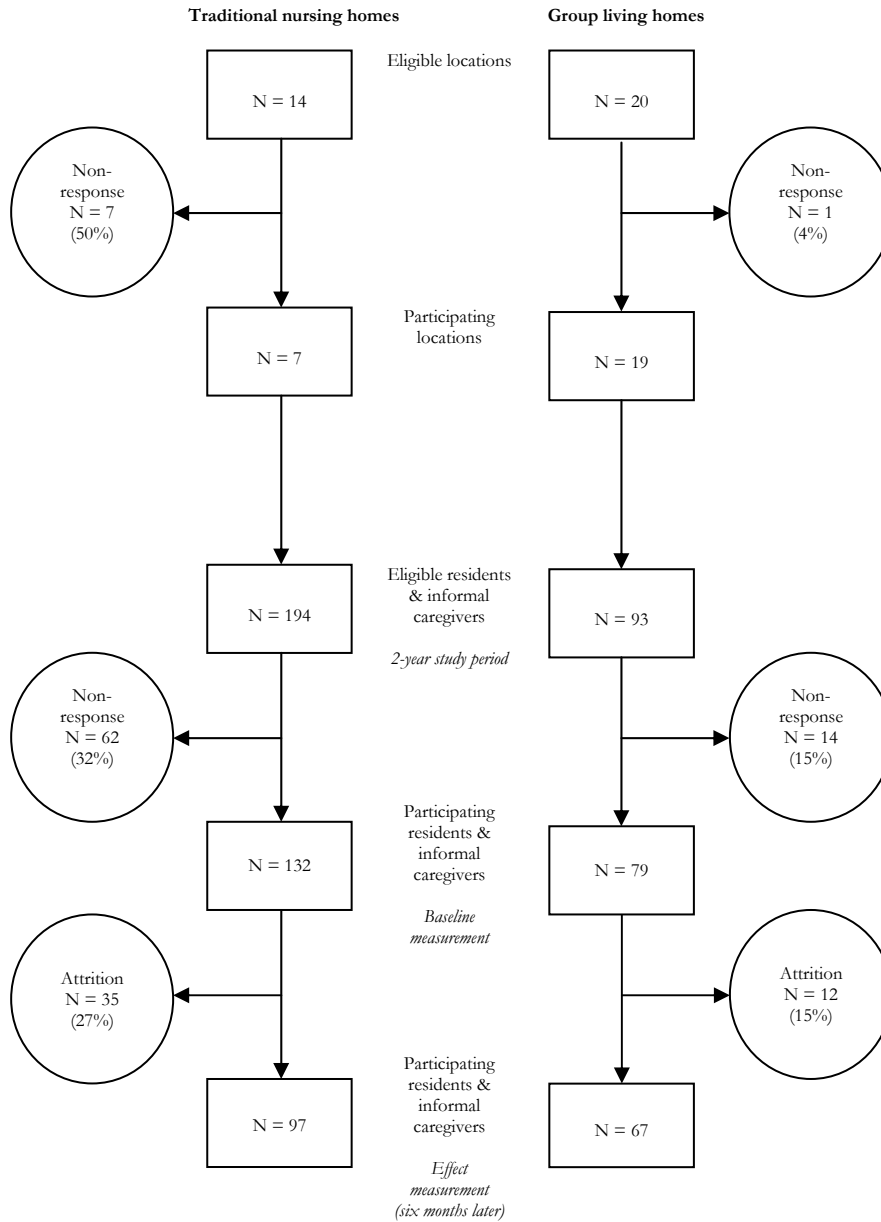 Traditional nursing homes
Group living homes
Eligible locations
N = 14
N = 20
Non-
response
N = 7
(50%)
Non-
response
N = 1
(4%)
Participating
locations
N = 7
N = 19
Eligible residents
& informal
caregivers
2-year study period
N = 194
N = 93
Non-
response
N = 62
(32%)
Non-
response
N = 14
(15%)
Participating
residents &
informal
caregivers
Baseline
measurement
N = 132
N = 79
Attrition
N = 35
(27%)
Attrition
N = 12
(15%)
Participating
residents &
informal
caregivers
Effect
measurement
(six months later)
N = 97
N = 67